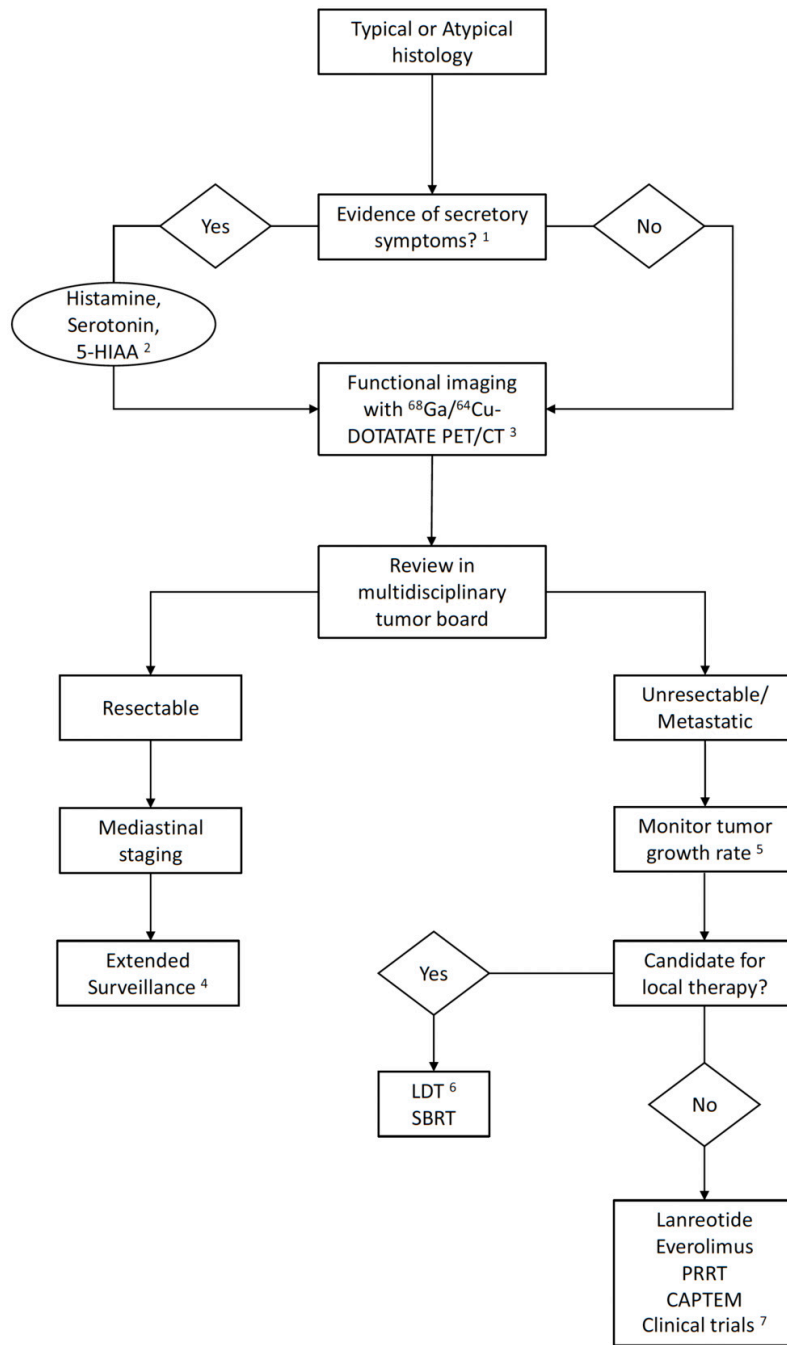 Typical or Atypical
histology
Yes
Evidence of secretory
symptoms? ¹
No
Histamine,
Serotonin,
5-HIAA ²
Functional imaging
with ⁶⁸Ga/⁶⁴Cu-
DOTATATE PET/CT ³
Review in
multidisciplinary
tumor board
Resectable
Unresectable/
Metastatic
Mediastinal
staging
Monitor tumor
growth rate ⁵
Extended
Surveillance ⁴
Yes
Candidate for
local therapy?
LDT ⁶
SBRT
No
Lanreotide
Everolimus
PRRT
CAPTEM
Clinical trials ⁷